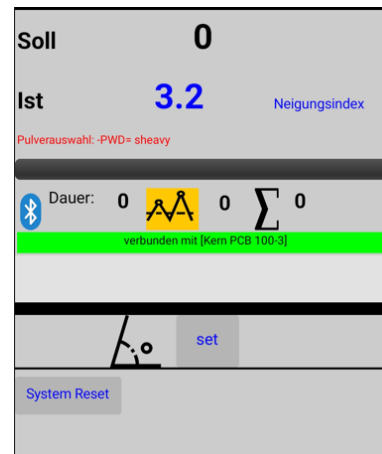 Soll 0
Ist 3.2 Neigungsindex
Pulverauswahl: -PWD= sheavy
Dauer: 0 0 ∑ 0
verbunden mit [Kern PCB 100-3]
set
System Reset